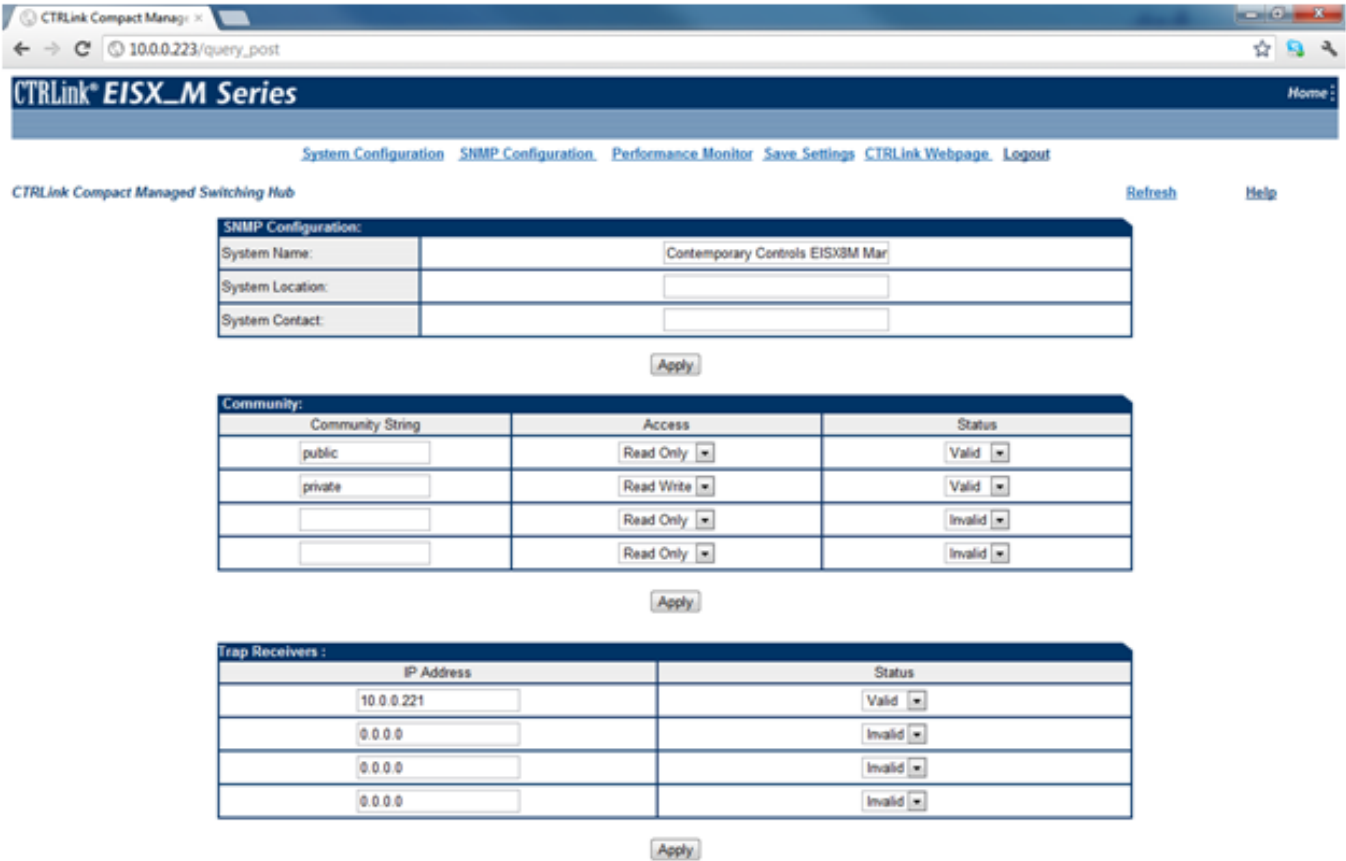 CTRLink Compact Manage ×
10.0.0.223/query_post
CTRLink® EISX_M Series
Home
System Configuration SNMP Configuration Performance Monitor Save Settings CTRLink Webpage Logout
CTRLink Compact Managed Switching Hub
Refresh Help
SNMP Configuration:
System Name: Contemporary Controls EISX8M Mar
System Location:
System Contact:
Apply
Community:
Community String Access Status
public Read Only Valid
private Read Write Valid
Read Only Invalid
Read Only Invalid
Apply
Trap Receivers :
IP Address Status
10.0.0.221 Valid
0.0.0.0 Invalid
0.0.0.0 Invalid
0.0.0.0 Invalid
Apply